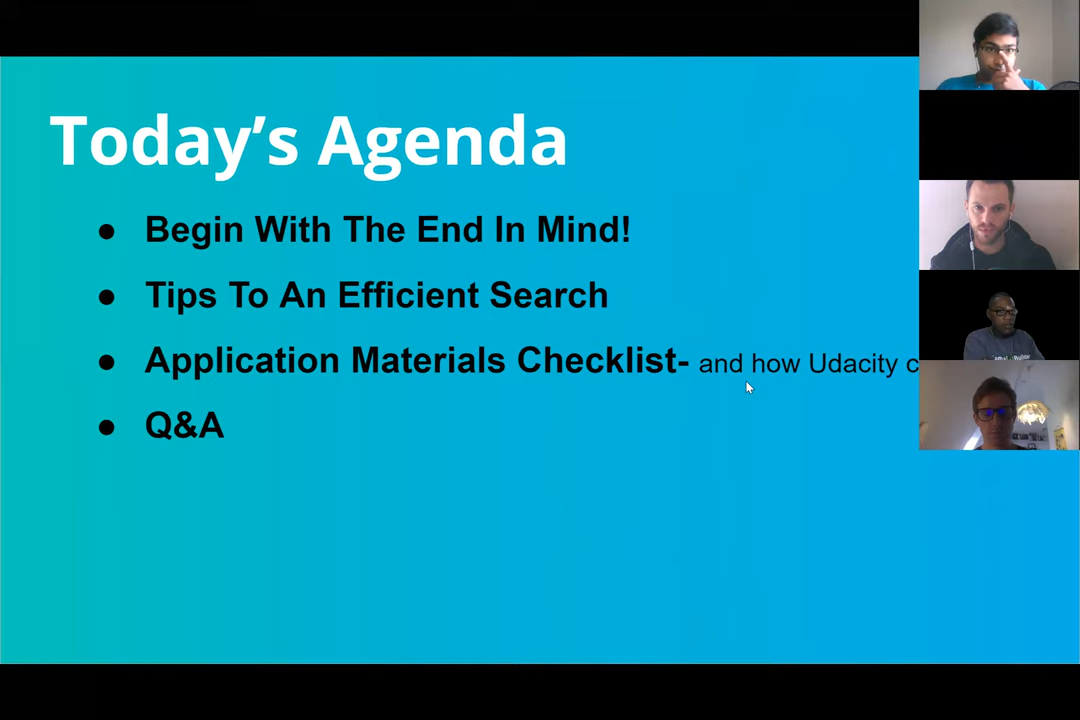 Today's Agenda
● Begin With The End In Mind!
● Tips To An Efficient Search
● Application Materials Checklist- and how Udacity c
● Q&A